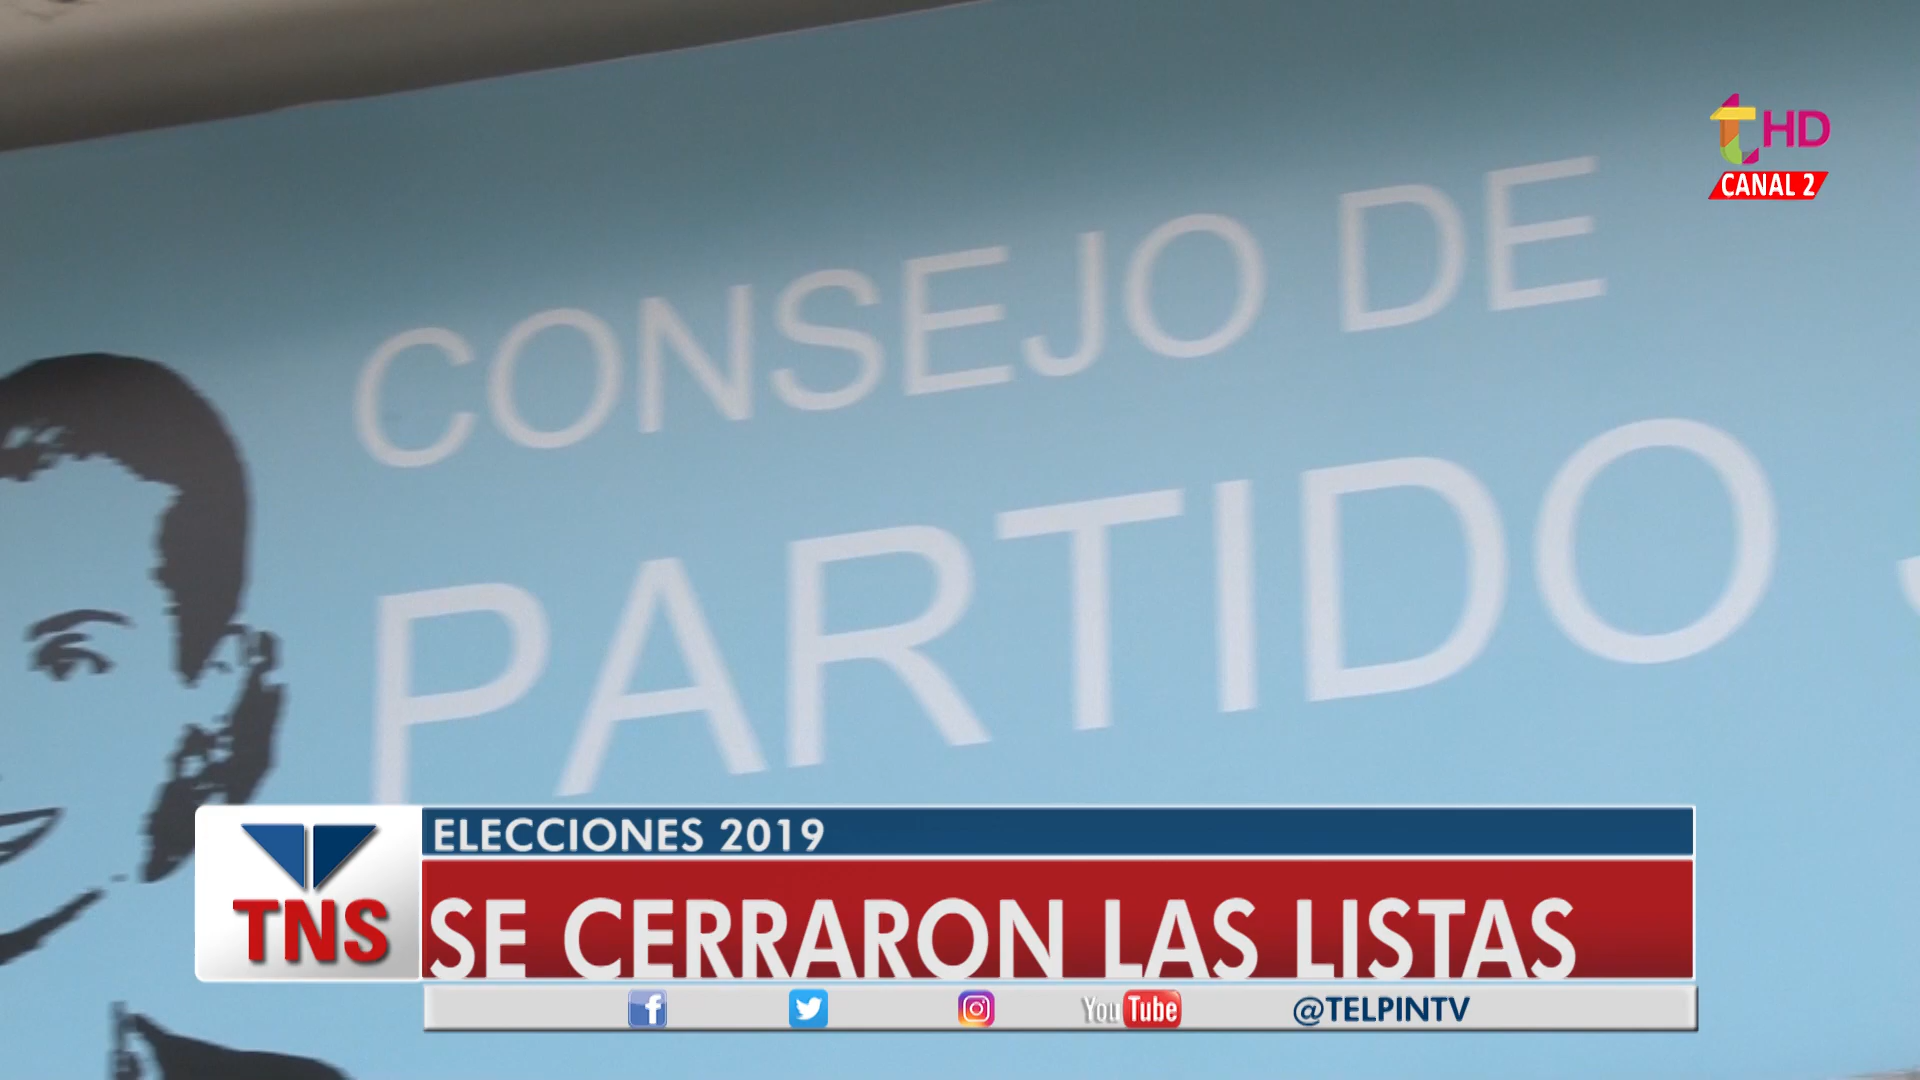 t HD
CANAL 2
CONSEJO DE
PARTIDO
ELECCIONES 2019
TNS
SE CERRARON LAS LISTAS
f
You Tube
@TELPINTV